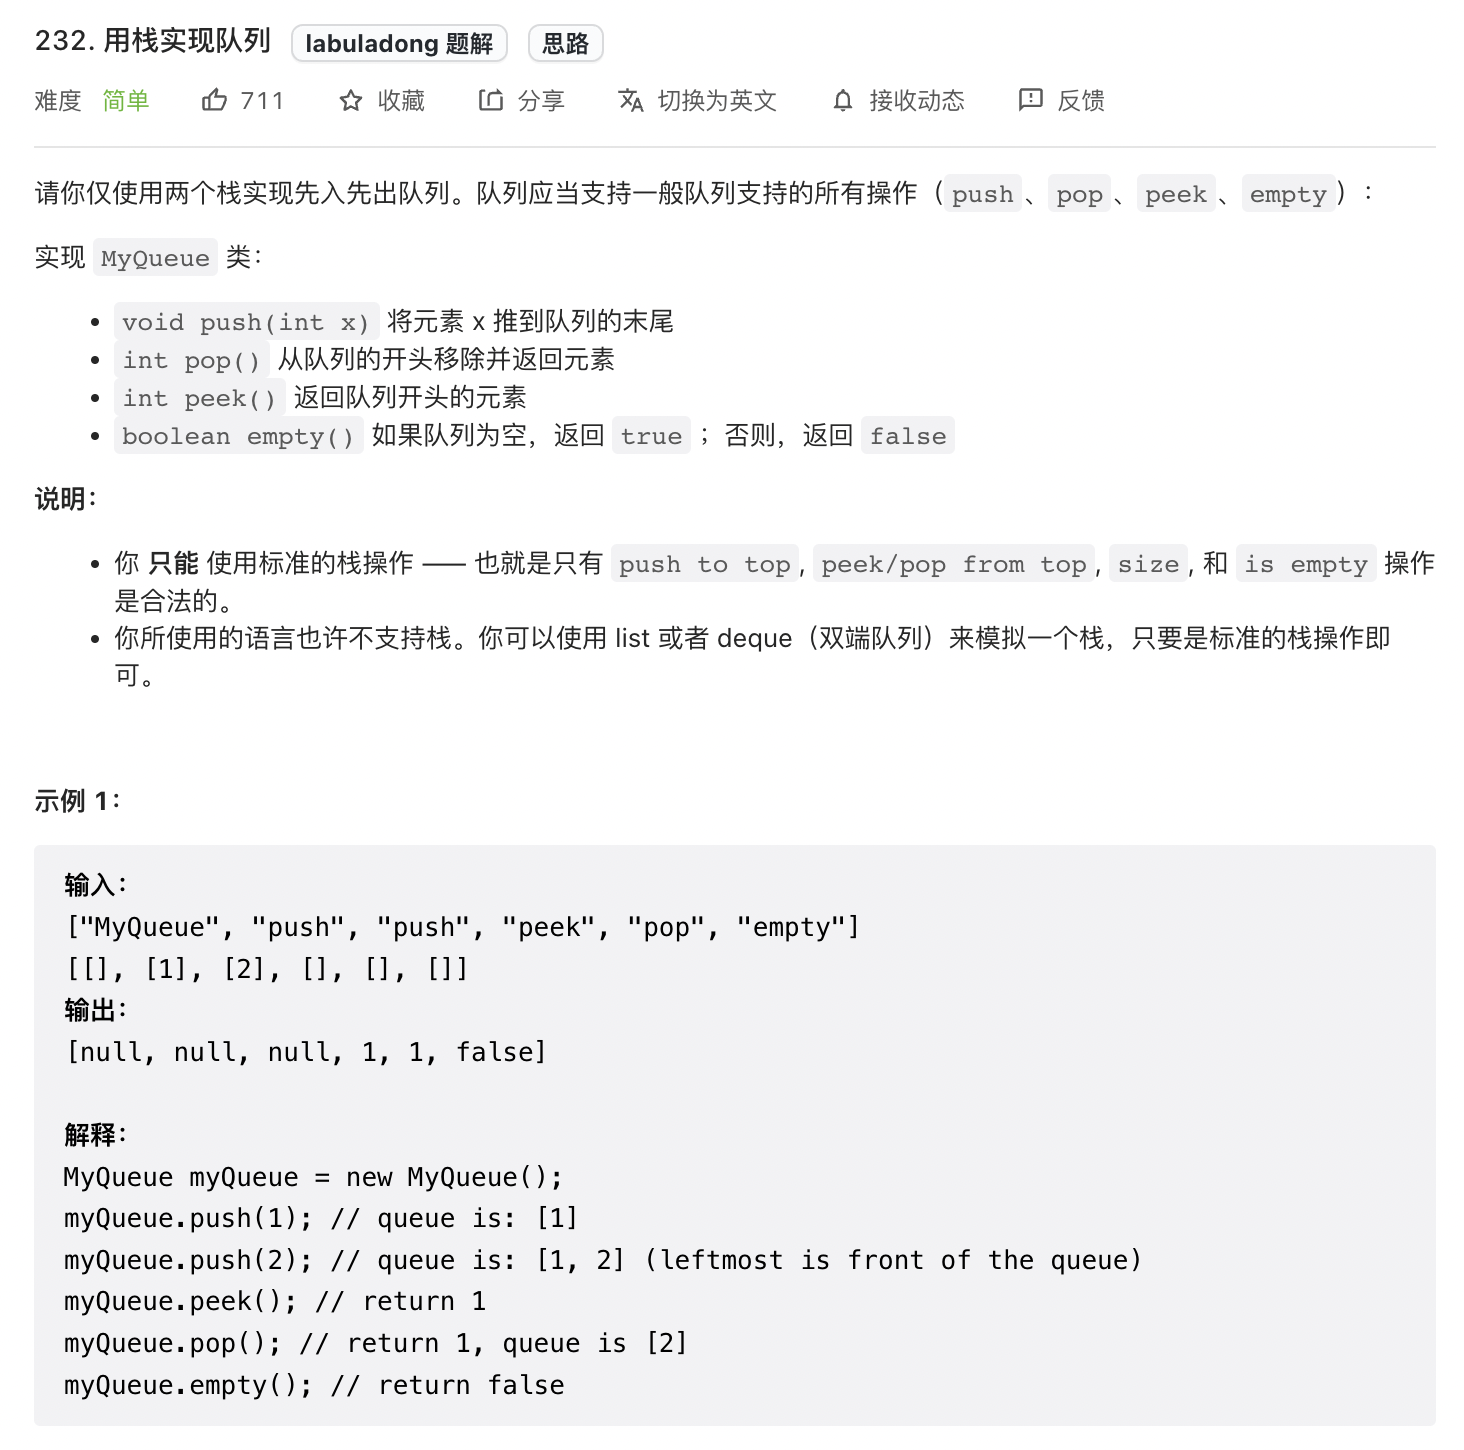 232. 用栈实现队列 labuladong 题解 思路
难度 简单 711 收藏 分享 切换为英文 接收动态 反馈
请你仅使用两个栈实现先入先出队列。队列应当支持一般队列支持的所有操作（push、pop、peek、empty）：
实现 MyQueue 类：
• void push(int x) 将元素 x 推到队列的末尾
• int pop() 从队列的开头移除并返回元素
• int peek() 返回队列开头的元素
• boolean empty() 如果队列为空，返回 true ；否则，返回 false
说明：
• 你 只能 使用标准的栈操作 —— 也就是只有 push to top, peek/pop from top, size, 和 is empty 操作
是合法的。
• 你所使用的语言也许不支持栈。你可以使用 list 或者 deque（双端队列）来模拟一个栈，只要是标准的栈操作即
可。
示例 1：
输入：
["MyQueue", "push", "push", "peek", "pop", "empty"]
[[], [1], [2], [], [], []]
输出：
[null, null, null, 1, 1, false]
解释：
MyQueue myQueue = new MyQueue();
myQueue.push(1); // queue is: [1]
myQueue.push(2); // queue is: [1, 2] (leftmost is front of the queue)
myQueue.peek(); // return 1
myQueue.pop(); // return 1, queue is [2]
myQueue.empty(); // return false